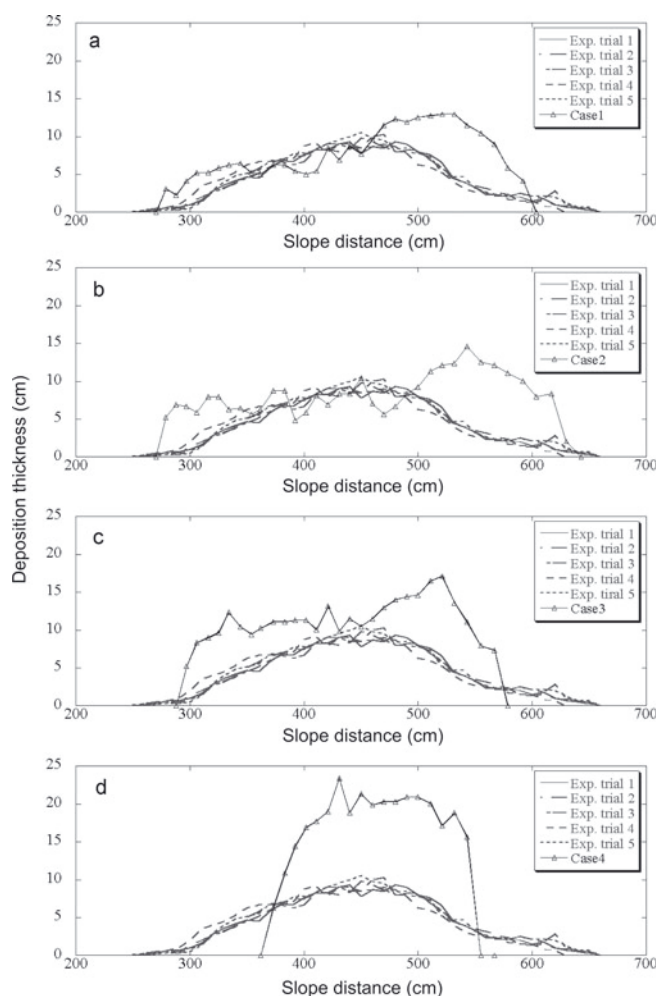 a
25
20
15
10
5
0
Exp. trial 1
Exp. trial 2
Exp. trial 3
Exp. trial 4
Exp. trial 5
Case1
200 300 400 500 600 700
Slope distance (cm)
b
25
20
15
10
5
0
Exp. trial 1
Exp. trial 2
Exp. trial 3
Exp. trial 4
Exp. trial 5
Case2
200 300 400 500 600 700
Slope distance (cm)
Deposition thickness (cm)
c
25
20
15
10
5
0
Exp. trial 1
Exp. trial 2
Exp. trial 3
Exp. trial 4
Exp. tiral 5
Case3
200 300 400 500 600 700
Slope distance (cm)
d
25
20
15
10
5
0
Exp. trial 1
Exp. trial 2
Exp. trial 3
Exp. trial 4
Exp. trial 5
Case4
200 300 400 500 600 700
Slope distance (cm)